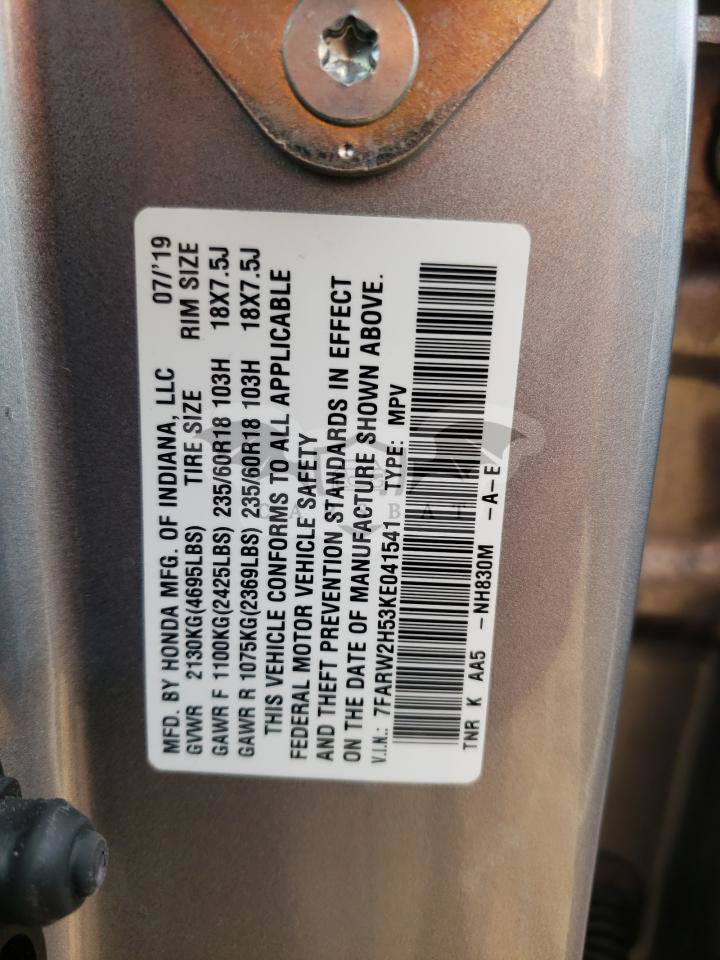 MFD. BY HONDA MFG. OF INDIANA, LLC 07/'19
GVWR 2130KG(4695LBS) TIRE SIZE RIM SIZE
GAWR F 1100KG(2425LBS) 235/60R18 103H 18X7.5J
GAWR R 1075KG(2369LBS) 235/60R18 103H 18X7.5J
THIS VEHICLE CONFORMS TO ALL APPLICABLE
FEDERAL MOTOR VEHICLE SAFETY
AND THEFT PREVENTION STANDARDS IN EFFECT
ON THE DATE OF MANUFACTURE SHOWN ABOVE.
V.I.N.: 7FARW2H53KE041541 TYPE: MPV
TNR K AA5 -NH830M -A-E